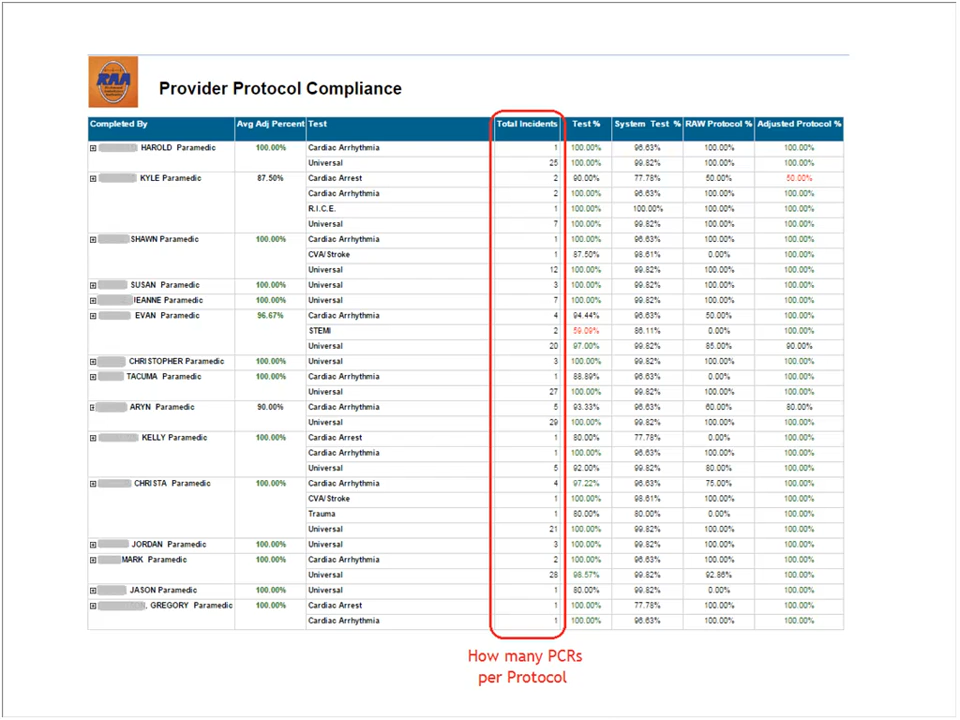 RAA
Provider Protocol Compliance
Completed By Avg Adj Percent Test Total Incidents Test % System Test % RAW Protocol % Adjusted Protocol %
HAROLD Paramedic 100.00% Cardiac Arrhythmia 1 100.00% 96.63% 100.00% 100.00%
Universal 25 100.00% 99.82% 100.00% 100.00%
KYLE Paramedic 87.50% Cardiac Arrest 2 90.00% 77.78% 50.00% 50.00%
Cardiac Arrhythmia 2 100.00% 96.63% 100.00% 100.00%
R.I.C.E. 1 100.00% 100.00% 100.00% 100.00%
Universal 7 100.00% 99.82% 100.00% 100.00%
SHAWN Paramedic 100.00% Cardiac Arrhythmia 1 100.00% 96.63% 100.00% 100.00%
CVA/Stroke 1 87.50% 98.61% 0.00% 100.00%
Universal 12 100.00% 99.82% 100.00% 100.00%
SUSAN Paramedic 100.00% Universal 3 100.00% 99.82% 100.00% 100.00%
JEANNE Paramedic 100.00% Universal 7 100.00% 99.82% 100.00% 100.00%
EVAN Paramedic 96.67% Cardiac Arrhythmia 4 94.44% 96.63% 50.00% 100.00%
STEMI 2 59.09% 86.11% 0.00% 100.00%
Universal 20 97.00% 99.82% 85.00% 90.00%
CHRISTOPHER Paramedic 100.00% Universal 3 100.00% 99.82% 100.00% 100.00%
TACUMA Paramedic 100.00% Cardiac Arrhythmia 1 88.89% 96.63% 0.00% 100.00%
Universal 27 100.00% 99.82% 100.00% 100.00%
ARYN Paramedic 90.00% Cardiac Arrhythmia 5 93.33% 96.63% 60.00% 80.00%
Universal 29 100.00% 99.82% 100.00% 100.00%
KELLY Paramedic 100.00% Cardiac Arrest 1 80.00% 77.78% 0.00% 100.00%
Cardiac Arrhythmia 1 100.00% 96.63% 100.00% 100.00%
Universal 5 92.00% 99.82% 80.00% 100.00%
CHRISTA Paramedic 100.00% Cardiac Arrhythmia 4 97.22% 96.63% 75.00% 100.00%
CVA/Stroke 1 100.00% 98.61% 100.00% 100.00%
Trauma 1 80.00% 80.00% 0.00% 100.00%
Universal 21 100.00% 99.82% 100.00% 100.00%
JORDAN Paramedic 100.00% Universal 3 100.00% 99.82% 100.00% 100.00%
MARK Paramedic 100.00% Cardiac Arrhythmia 2 100.00% 96.63% 100.00% 100.00%
Universal 28 98.57% 99.82% 92.86% 100.00%
JASON Paramedic 100.00% Universal 1 80.00% 99.82% 0.00% 100.00%
, GREGORY Paramedic 100.00% Cardiac Arrest 1 100.00% 77.78% 100.00% 100.00%
Cardiac Arrhythmia 1 100.00% 96.63% 100.00% 100.00%
How many PCRs
per Protocol